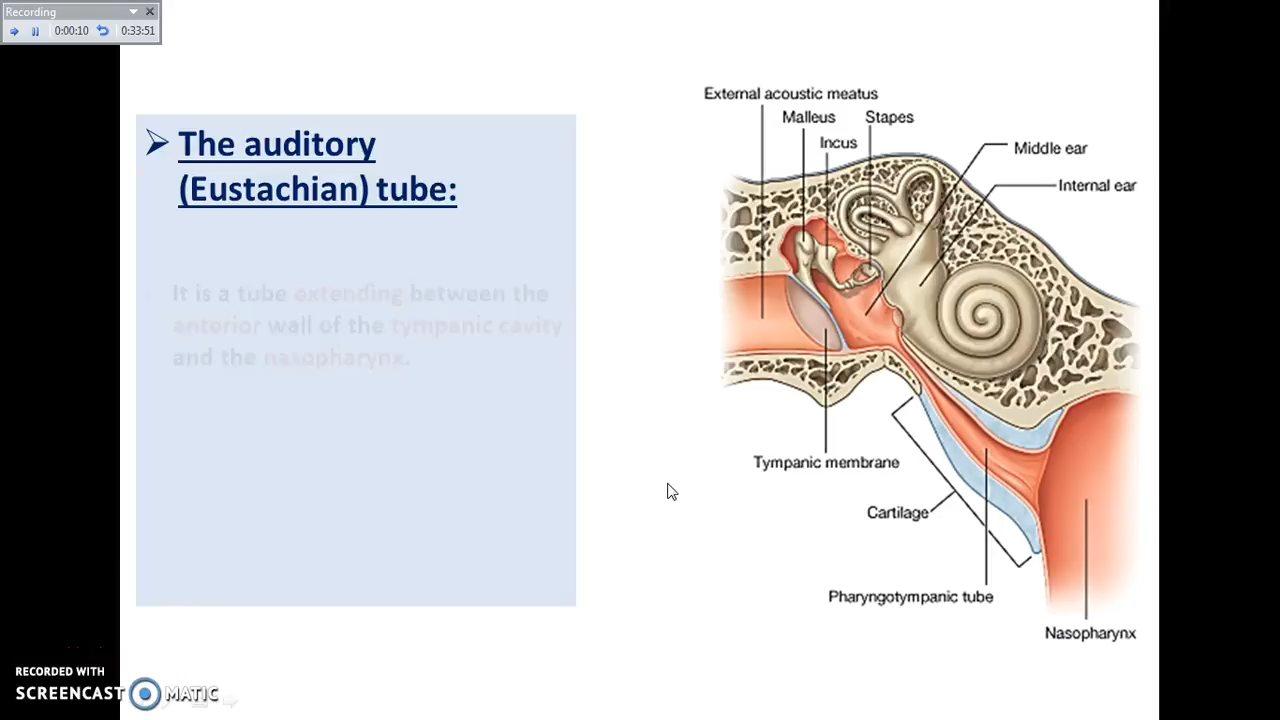 Recording
0:00:10
0:33:51
The auditory
(Eustachian) tube:
It is a tube extending between the
anterior wall of the tympanic cavity
and the nasopharynx.
External acoustic meatus
Malleus
Stapes
Incus
Middle ear
Internal ear
Tympanic membrane
Cartilage
Pharyngotympanic tube
Nasopharynx
RECORDED WITH
SCREENCAST MATIC